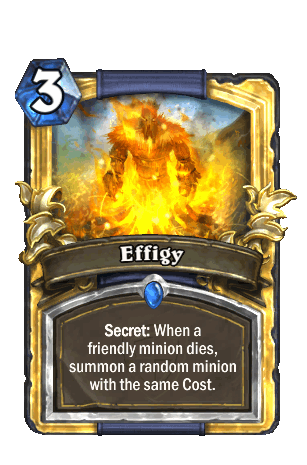 3
Effigy
Secret: When a
friendly minion dies,
summon a random minion
with the same Cost.